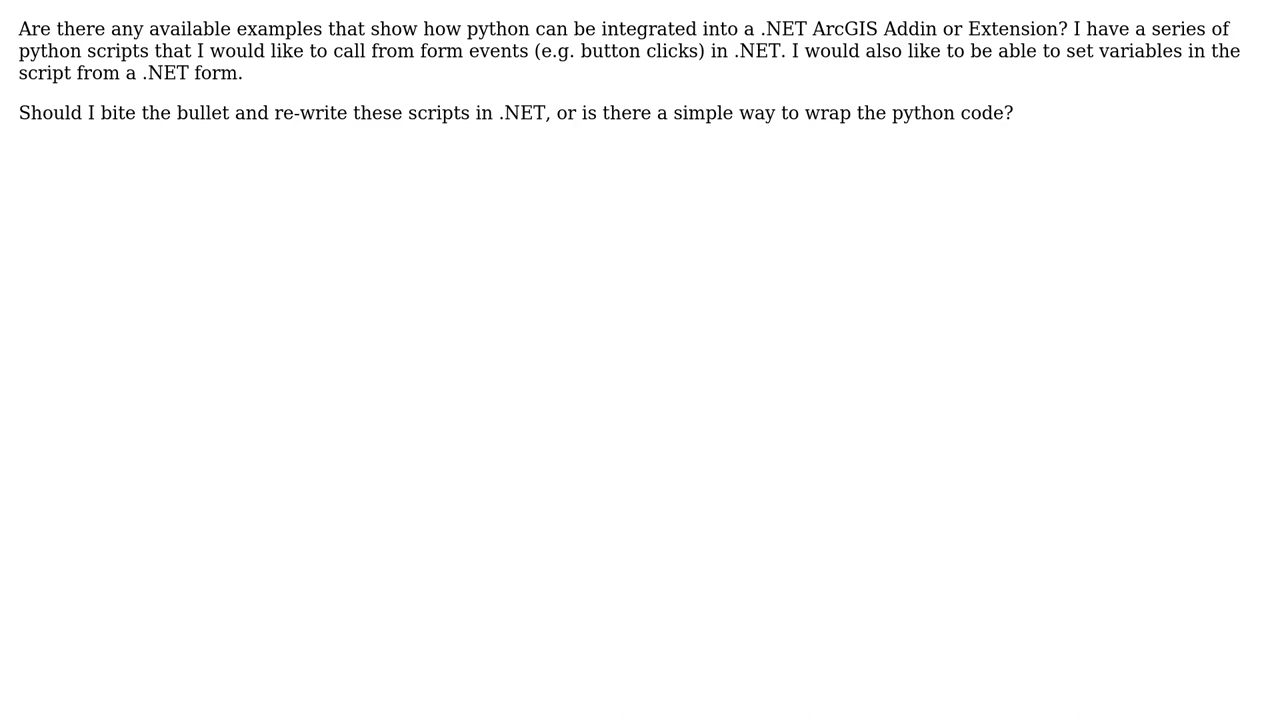 Are there any available examples that show how python can be integrated into a .NET ArcGIS Addin or Extension? I have a series of
python scripts that I would like to call from form events (e.g. button clicks) in .NET. I would also like to be able to set variables in the
script from a .NET form.
Should I bite the bullet and re-write these scripts in .NET, or is there a simple way to wrap the python code?